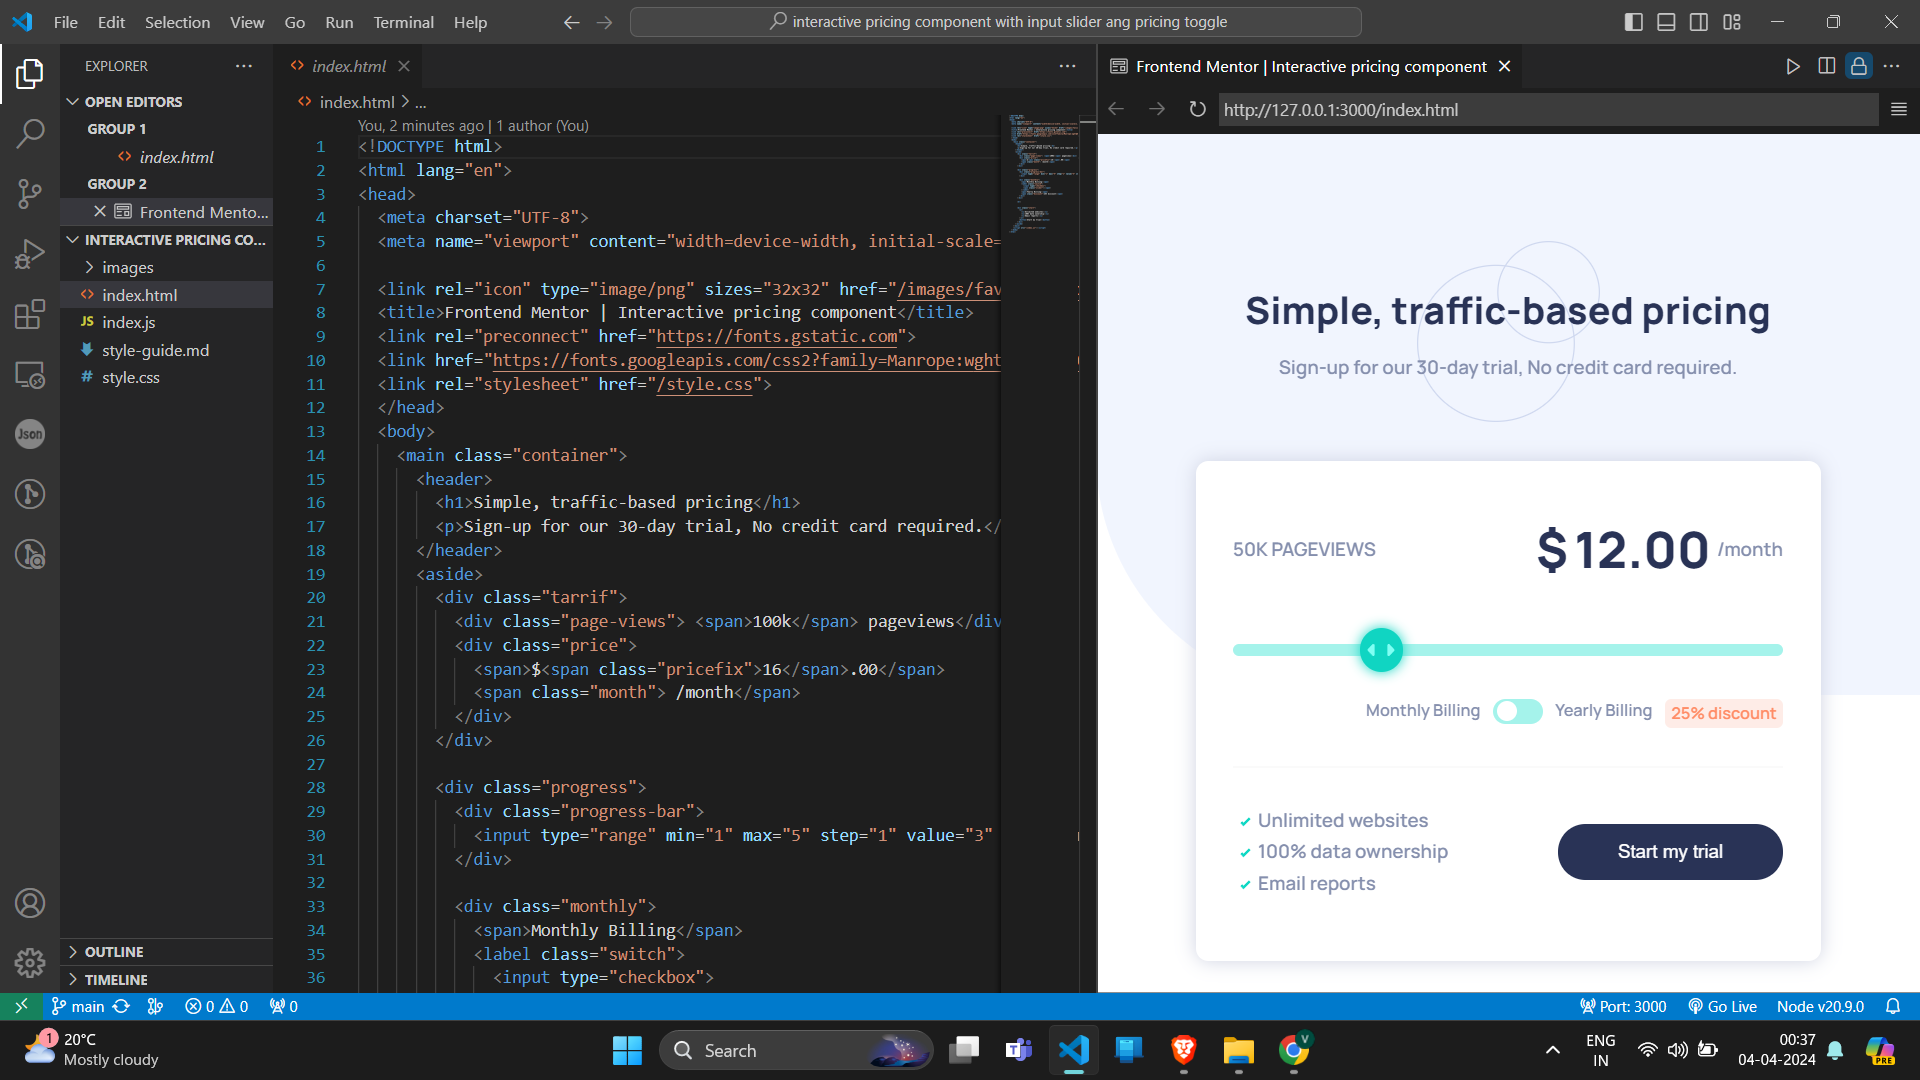 File Edit Selection View Go Run Terminal Help
interactive pricing component with input slider ang pricing toggle
EXPLORER
OPEN EDITORS
GROUP 1
index.html
GROUP 2
Frontend Mento...
INTERACTIVE PRICING CO...
images
index.html
JS index.js
style-guide.md
# style.css
Json
OUTLINE
TIMELINE
index.html
index.html > ...
You, 2 minutes ago | 1 author (You)
1 <!DOCTYPE html>
2 <html lang="en">
3 <head>
4 <meta charset="UTF-8">
5 <meta name="viewport" content="width=device-width, initial-scale=
6
7 <link rel="icon" type="image/png" sizes="32x32" href="/images/fav
8 <title>Frontend Mentor | Interactive pricing component</title>
9 <link rel="preconnect" href="https://fonts.gstatic.com">
10 <link href="https://fonts.googleapis.com/css2?family=Manrope:wght
11 <link rel="stylesheet" href="/style.css">
12 </head>
13 <body>
14 <main class="container">
15 <header>
16 <h1>Simple, traffic-based pricing</h1>
17 <p>Sign-up for our 30-day trial, No credit card required.</
18 </header>
19 <aside>
20 <div class="tarrif">
21 <div class="page-views"> <span>100k</span> pageviews</div
22 <div class="price">
23 <span>$<span class="pricefix">16</span>.00</span>
24 <span class="month"> /month</span>
25 </div>
26 </div>
27
28 <div class="progress">
29 <div class="progress-bar">
30 <input type="range" min="1" max="5" step="1" value="3"
31 </div>
32
33 <div class="monthly">
34 <span>Monthly Billing</span>
35 <label class="switch">
36 <input type="checkbox">
Frontend Mentor | Interactive pricing component
http://127.0.0.1:3000/index.html
Simple, traffic-based pricing
Sign-up for our 30-day trial, No credit card required.
50K PAGEVIEWS
$12.00 /month
Monthly Billing
Yearly Billing
25% discount
Unlimited websites
100% data ownership
Email reports
Start my trial
main
0 0
0
Port: 3000
Go Live
Node v20.9.0
1
20°C
Mostly cloudy
Search
V
ENG
IN
00:37
04-04-2024
PRE